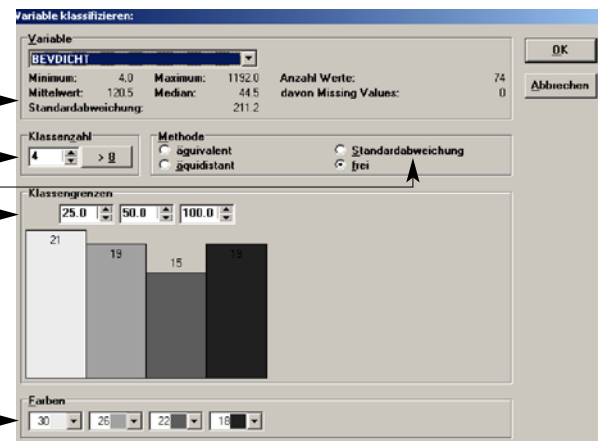 Variable klassifizieren:
Variable
BEVDICHT
Minimum: 4.0 Maximum: 1192.0 Anzahl Werte: 74
Mittelwert: 120.5 Median: 44.5 davon Missing Values: 0
Standardabweichung: 211.2
OK
Abbrechen
Klassenzahl
4 > 0
Methode
äquivalent Standardabweichung
äquidistant frei
Klassengrenzen
25.0 50.0 100.0
21 19 15 19
Farben
30 26 22 18